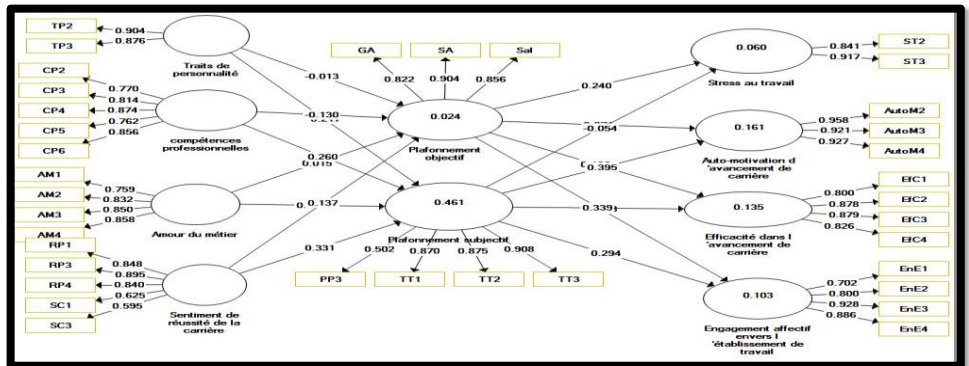 TP2
TP3
0.904
0.876
Traits de
personnalité
CP2
CP3
CP4
CP5
CP6
0.770
0.814
0.874
0.762
0.856
compétences
professionnelles
AM1
AM2
AM3
AM4
0.759
0.832
0.850
0.858
Amour du métier
RP1
RP3
RP4
SC1
SC3
0.848
0.895
0.840
0.625
0.595
Sentiment de
réussité de la
carrière
GA
SA
Sal
0.822
0.904
0.856
0.024
Plafonnement
objectif
-0.013
-0.130
0.260
0.015
0.137
0.331
0.461
Plafonnement subjectif
0.502
0.870
0.875
0.908
PP3
TT1
TT2
TT3
0.240
-0.054
0.395
0.339
0.294
0.060
Stress au travail
0.841
0.917
ST2
ST3
0.161
Auto-motivation d
'avancement de
carrière
0.958
0.921
0.927
AutoM2
AutoM3
AutoM4
0.135
Efficacité dans l
'avancement de
carrière
0.800
0.878
0.879
0.826
EfC1
EfC2
EfC3
EfC4
0.103
Engagement affectif
envers l
'établissement de
travail
0.702
0.800
0.928
0.886
EnE1
EnE2
EnE3
EnE4